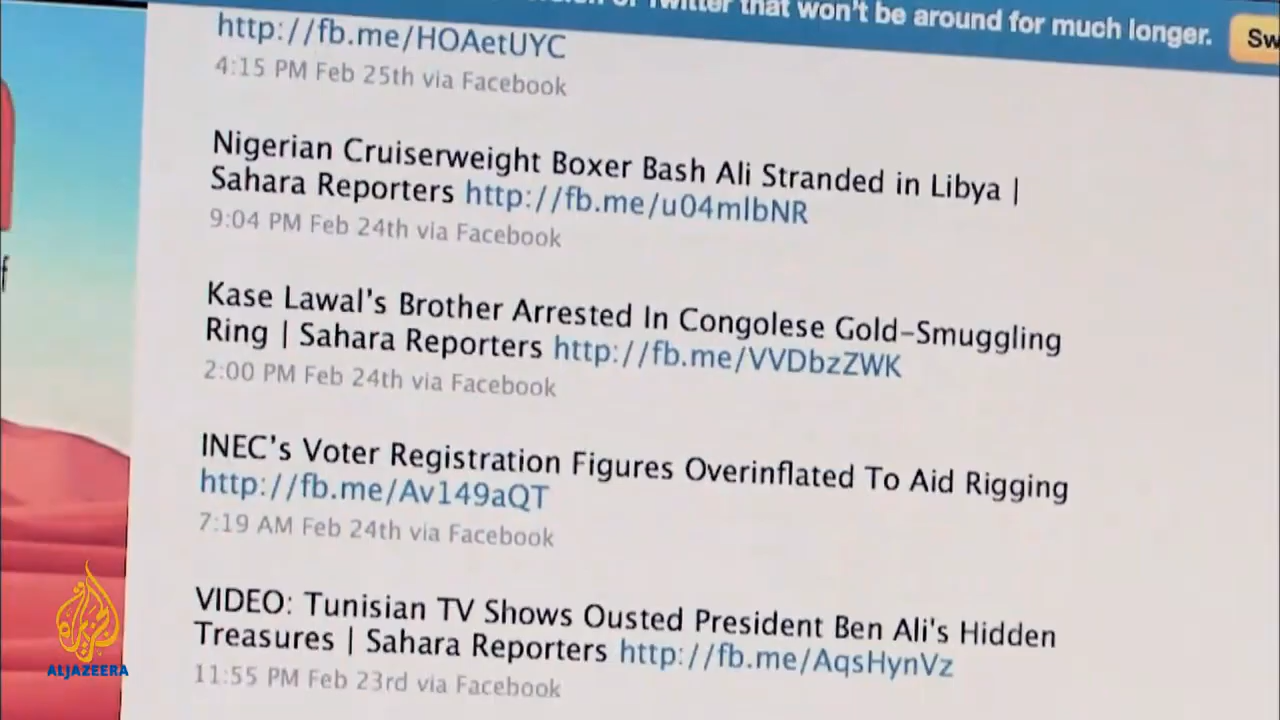 Twitter that won't be around for much longer.
Sw
http://fb.me/HOAetUYC
4:15 PM Feb 25th via Facebook
Nigerian Cruiserweight Boxer Bash Ali Stranded in Libya |
Sahara Reporters http://fb.me/u04mlbNR
9:04 PM Feb 24th via Facebook
Kase Lawal's Brother Arrested In Congolese Gold-Smuggling
Ring | Sahara Reporters http://fb.me/VVDbzZWK
2:00 PM Feb 24th via Facebook
INEC's Voter Registration Figures Overinflated To Aid Rigging
http://fb.me/Av149aQT
7:19 AM Feb 24th via Facebook
VIDEO: Tunisian TV Shows Ousted President Ben Ali's Hidden
Treasures | Sahara Reporters http://fb.me/AqsHynVz
11:55 PM Feb 23rd via Facebook
f
الجزيرة
ALJAZEERA